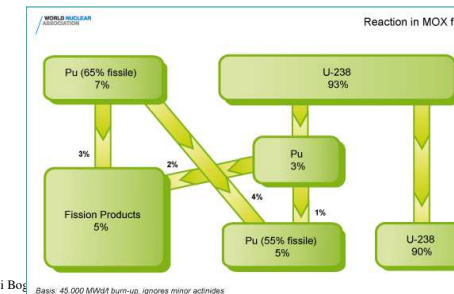 WORLD NUCLEAR
ASSOCIATION
Reaction in MOX f
Pu (65% fissile)
7%
U-238
93%
3%
2%
Pu
3%
4%
1%
Fission Products
5%
Pu (55% fissile)
5%
U-238
90%
i Bog
Basis: 45,000 MWd/t burn-up, ignores minor actinides